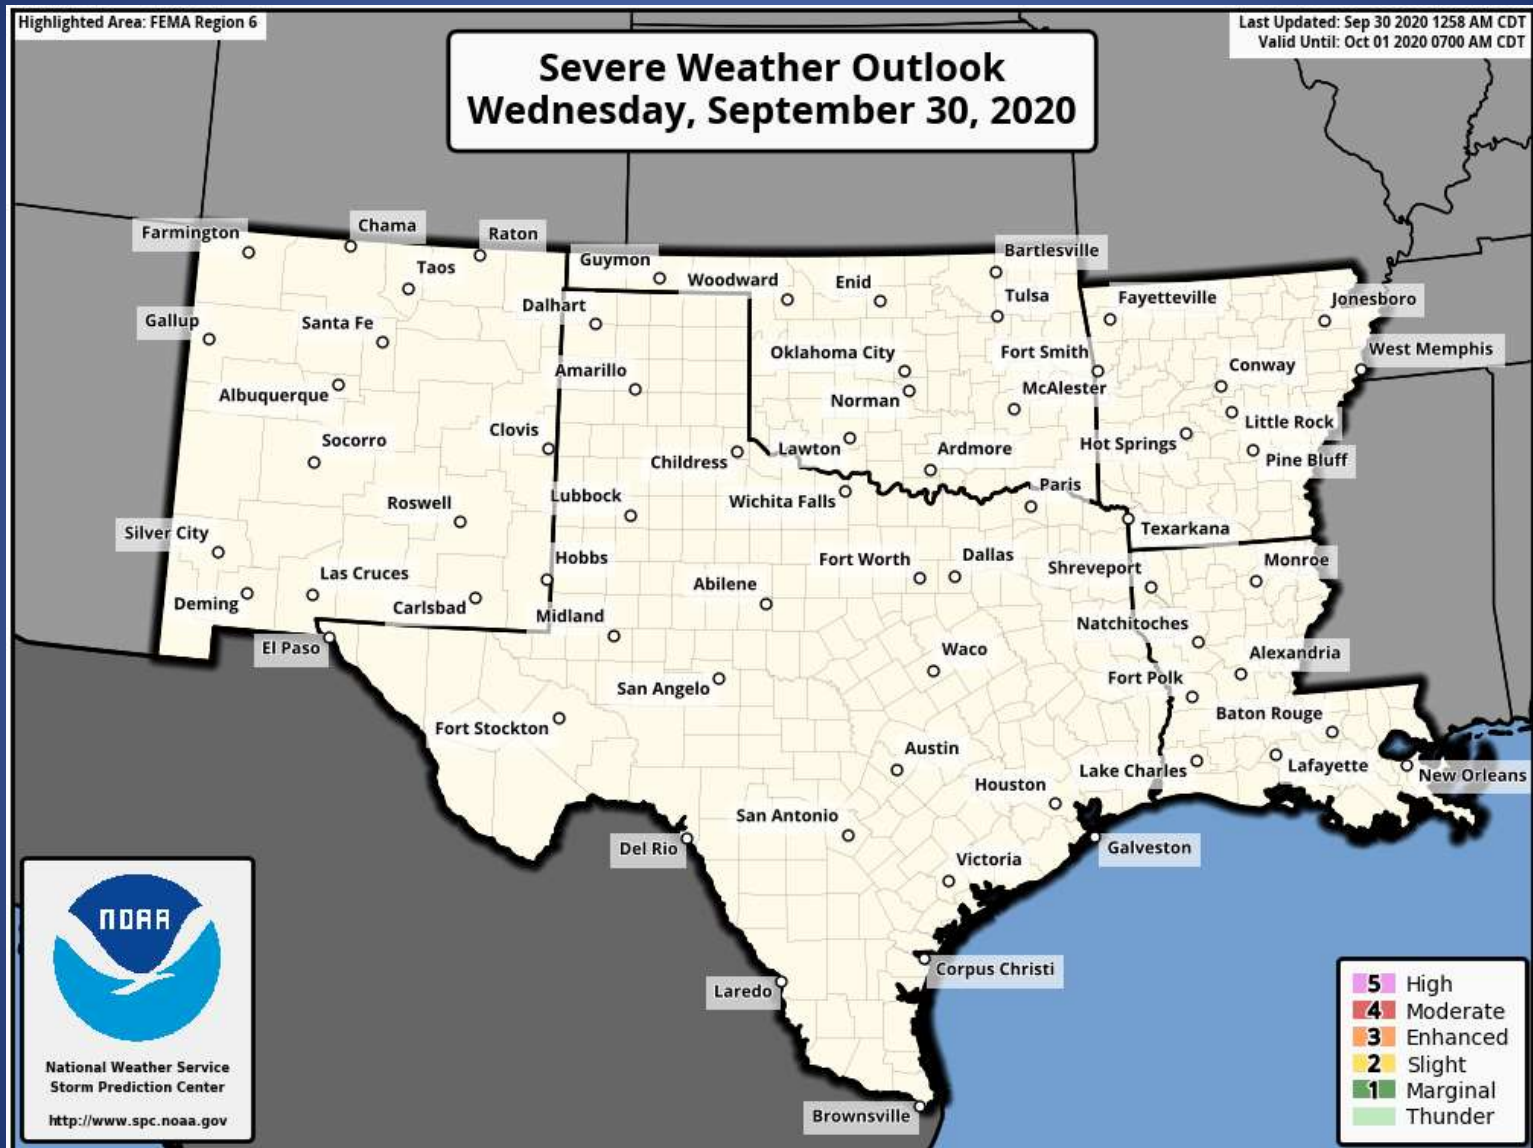 Highlighted Area: FEMA Region 6
Last Updated: Sep 30 2020 1258 AM CDT
Valid Until: Oct 01 2020 0700 AM CDT
Severe Weather Outlook
Wednesday, September 30, 2020
Farmington
Chama
Raton
Taos
Guymon
Woodward
Enid
Bartlesville
Tulsa
Fayetteville
Jonesboro
Gallup
Santa Fe
Dalhart
Oklahoma City
Fort Smith
West Memphis
Conway
Albuquerque
Amarillo
Norman
McAlester
Little Rock
Socorro
Clovis
Childress
Lawton
Ardmore
Hot Springs
Pine Bluff
Roswell
Lubbock
Wichita Falls
Paris
Texarkana
Silver City
Las Cruces
Hobbs
Abilene
Fort Worth
Dallas
Shreveport
Monroe
Deming
Carlsbad
Midland
Natchitoches
El Paso
San Angelo
Waco
Alexandria
Fort Polk
Fort Stockton
Baton Rouge
Austin
Lake Charles
Lafayette
New Orleans
Houston
San Antonio
Del Rio
Galveston
Victoria
Corpus Christi
Laredo
Brownsville
NOAA
National Weather Service
Storm Prediction Center
http://www.spc.noaa.gov
5 High
4 Moderate
3 Enhanced
2 Slight
1 Marginal
Thunder